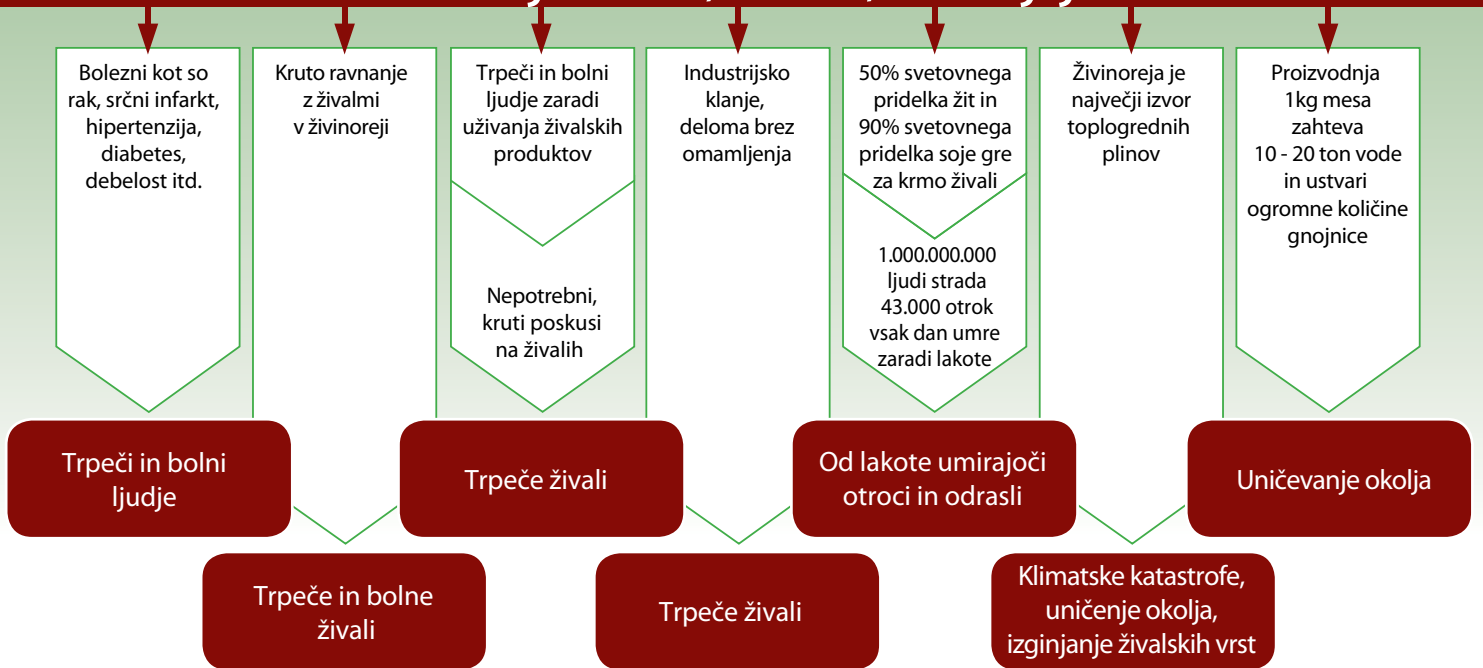 Bolezni kot so
rak, srčni infarkt,
hipertenzija,
diabetes,
debelost itd.
Kruto ravnanje
z živalmi
v živinoreji
Trpeči in bolni
ljudje zaradi
uživanja živalskih
produktov
Nepotrebni,
kruti poskusi
na živalih
Industrijsko
klanje,
deloma brez
omamljenja
50% svetovnega
pridelka žit in
90% svetovnega
pridelka soje gre
za krmo živali
1.000.000.000
ljudi strada
43.000 otrok
vsak dan umre
zaradi lakote
Živinoreja je
največji izvor
toplogrednih
plinov
Proizvodnja
1kg mesa
zahteva
10 - 20 ton vode
in ustvari
ogromne količine
gnojnice
Trpeči in bolni
ljudje
Trpeče živali
Od lakote umirajoči
otroci in odrasli
Uničevanje okolja
Trpeče in bolne
živali
Trpeče živali
Klimatske katastrofe,
uničenje okolja,
izginjanje živalskih vrst